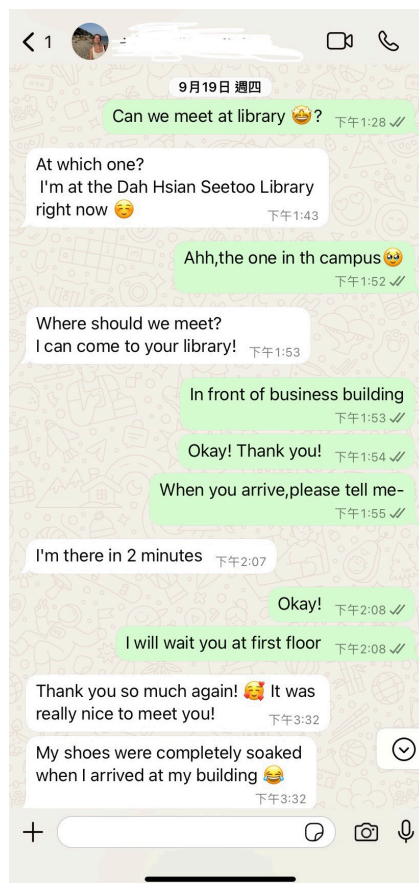 1
9月19日 週四
Can we meet at library 🤩? 下午1:28
At which one?
I'm at the Dah Hsian Seetoo Library
right now ☺️ 下午1:43
Ahh,the one in th campus🥹
下午1:52
Where should we meet?
I can come to your library! 下午1:53
In front of business building
下午1:53
Okay! Thank you! 下午1:54
When you arrive,please tell me-
下午1:55
I'm there in 2 minutes 下午2:07
Okay! 下午2:08
I will wait you at first floor 下午2:08
Thank you so much again! 🥰 It was
really nice to meet you! 下午3:32
My shoes were completely soaked
when I arrived at my building 😂
下午3:32